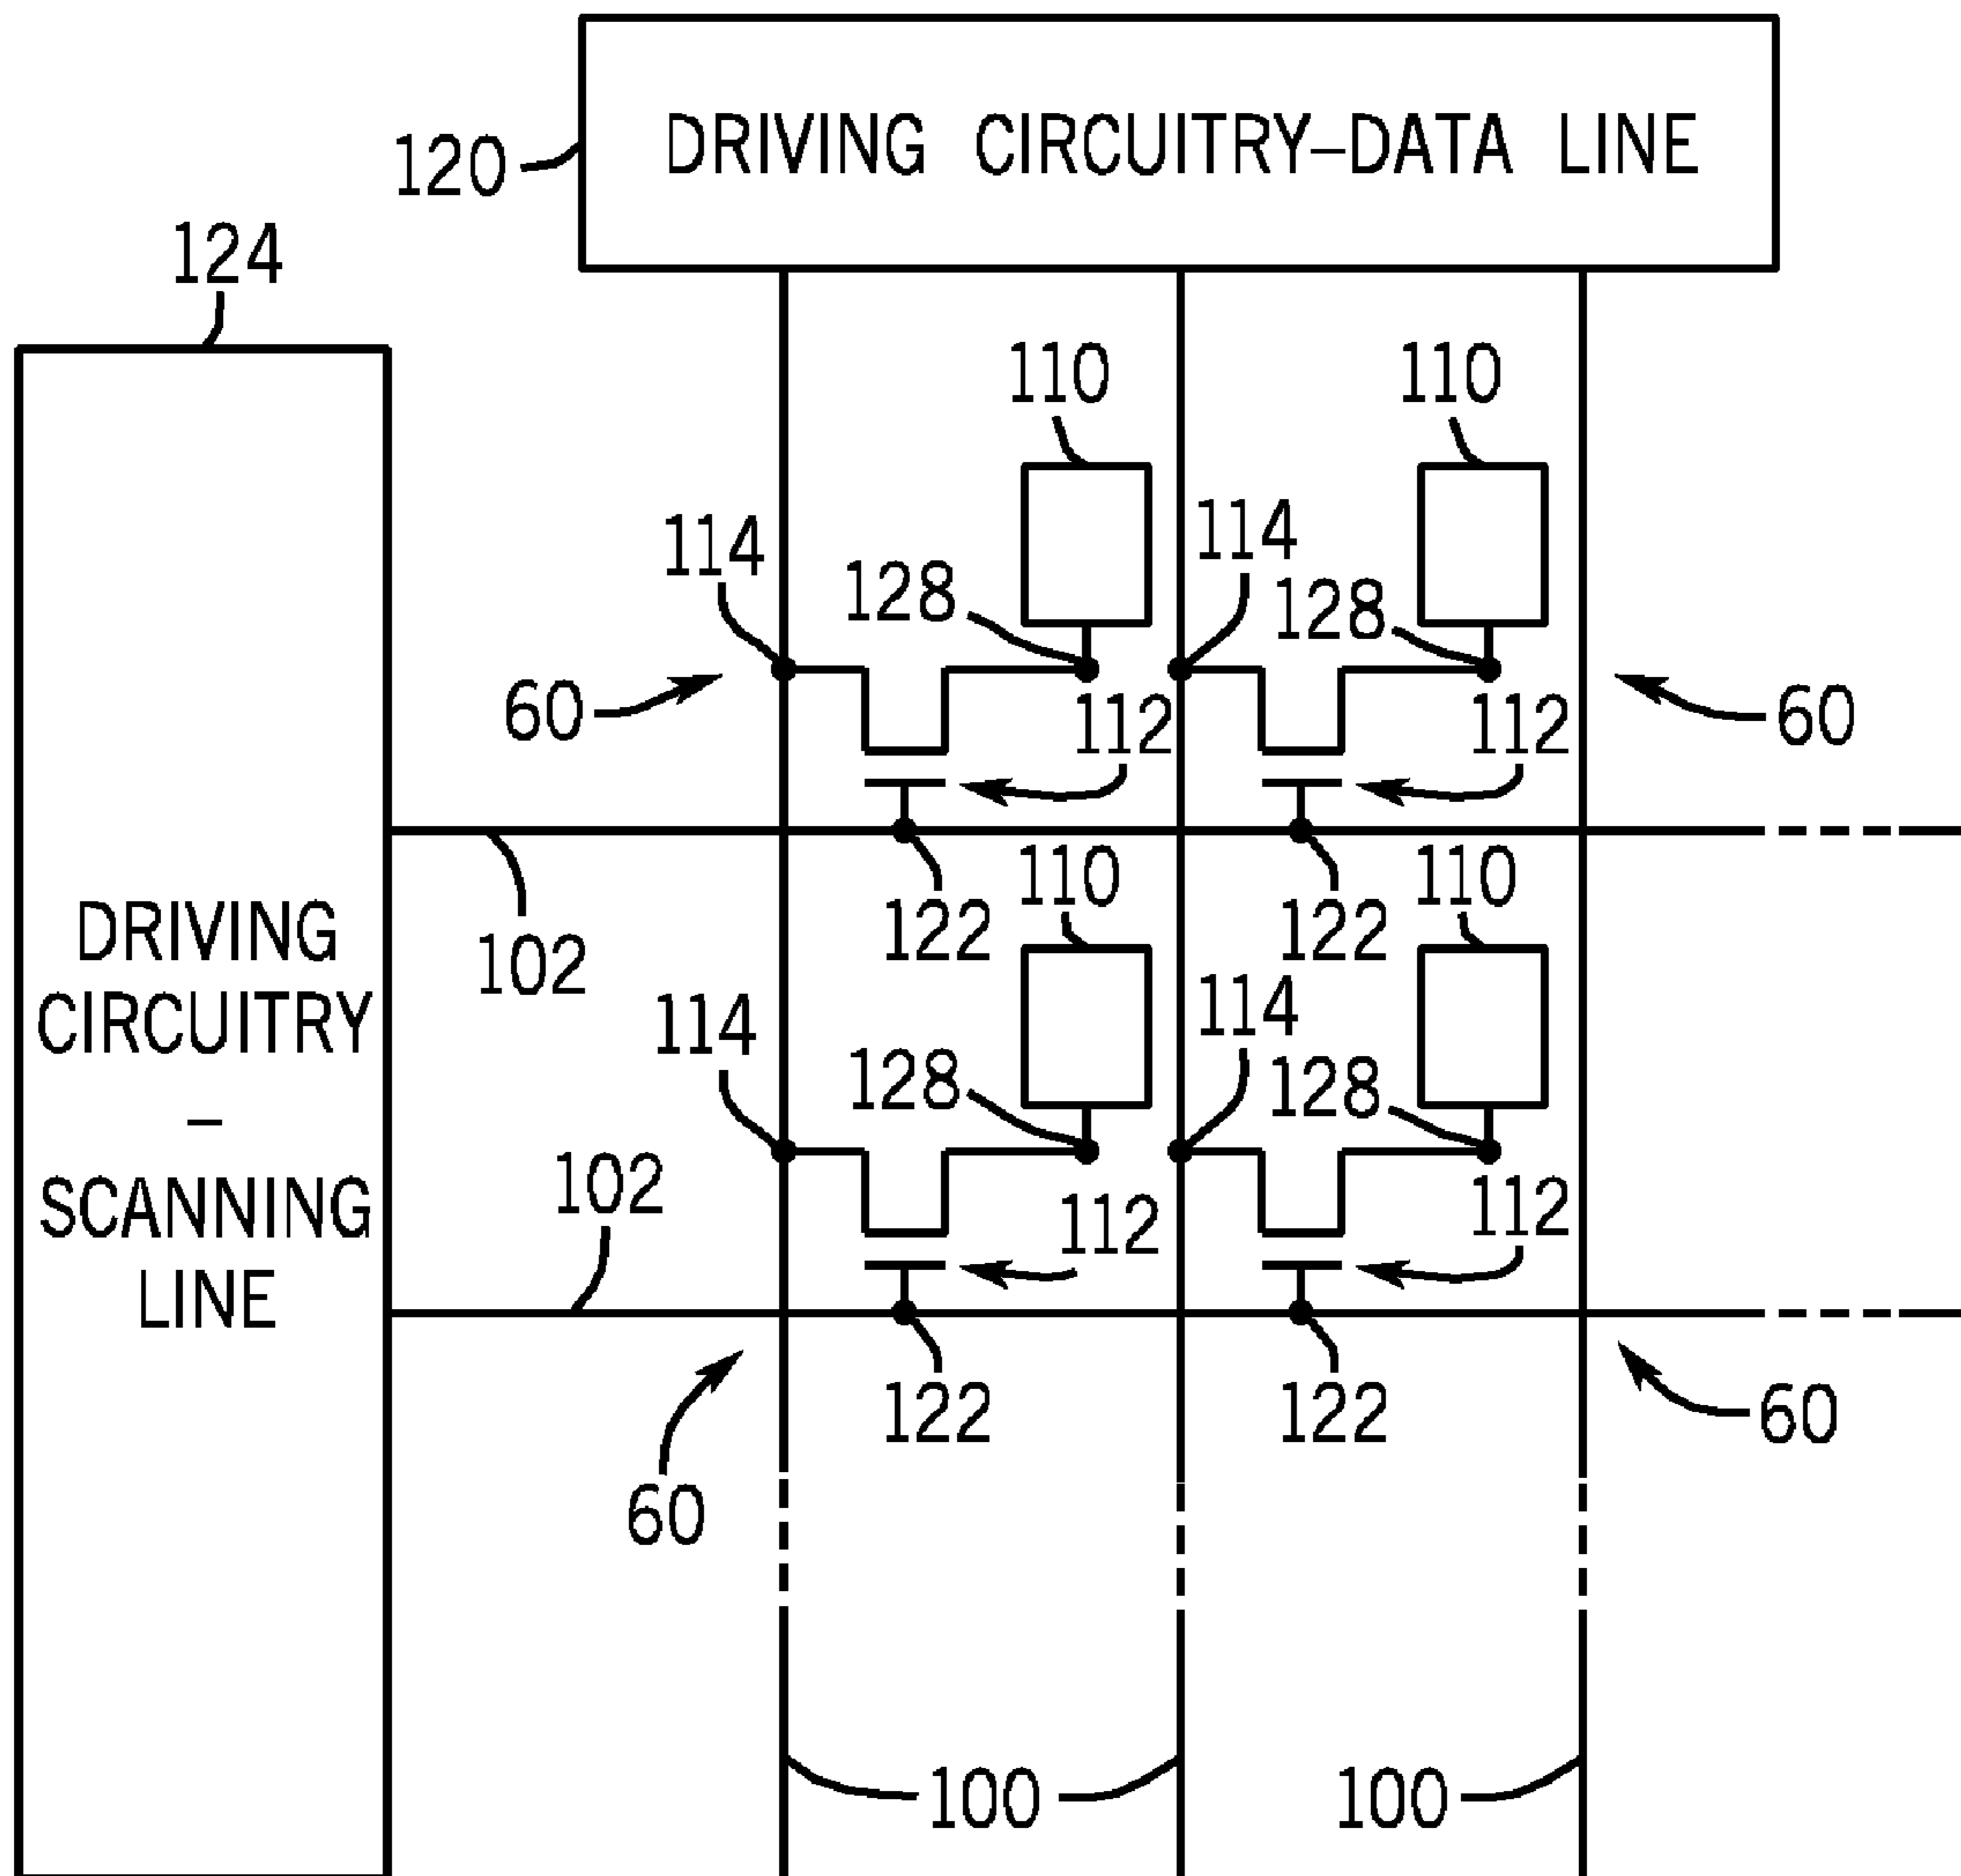 DRIVING CIRCUITRY–DATA LINE
120
124
110 110
114 128 114 128
60 112 112 60
102 122 110 122 110
DRIVING
CIRCUITRY
–
SCANNING
LINE
114 128 114 128
102 112 112
122 122 60
60
100 100